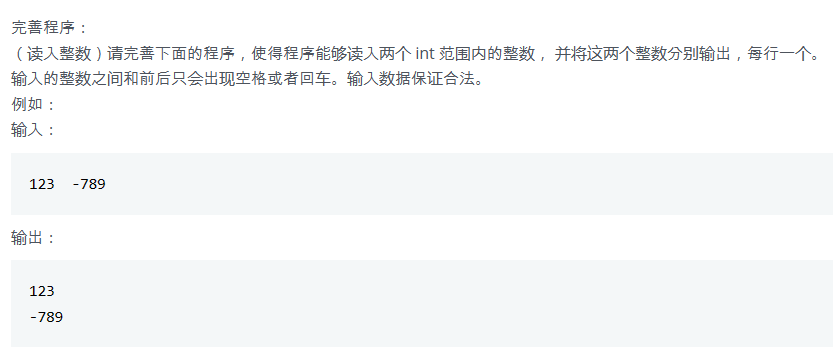 完善程序：
（读入整数）请完善下面的程序，使得程序能够读入两个 int 范围内的整数， 并将这两个整数分别输出，每行一个。
输入的整数之间和前后只会出现空格或者回车。输入数据保证合法。
例如：
输入：
123  -789
输出：
123
-789